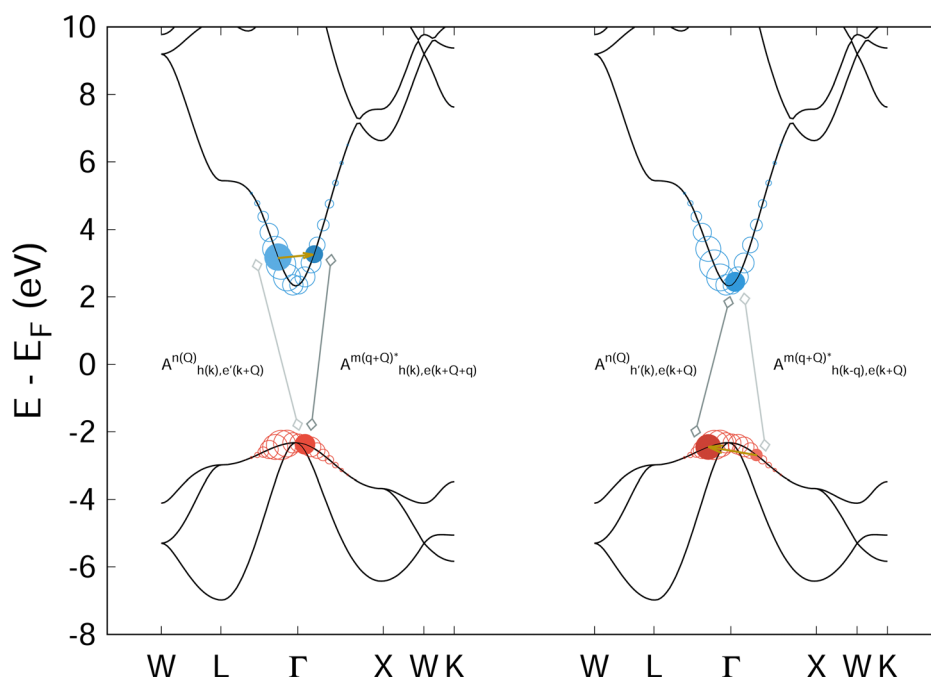 E - E_F (eV)
10
8
6
4
2
0
-2
-4
-6
-8
A^{n(Q)}_{h(k),e'(k+Q)}
A^{m(q+Q)*}_{h(k),e(k+Q+q)}
A^{n(Q)}_{h'(k),e(k+Q)}
A^{m(q+Q)*}_{h(k-q),e(k+Q)}
W L Γ X W K
W L Γ X W K